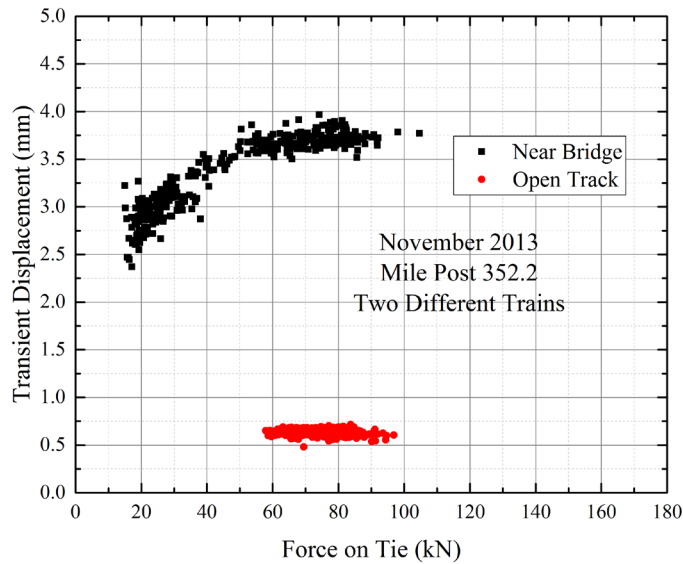 5.0
4.5
4.0
3.5
3.0
2.5
2.0
1.5
1.0
0.5
0.0
Transient Displacement (mm)
Near Bridge
Open Track
November 2013
Mile Post 352.2
Two Different Trains
0 20 40 60 80 100 120 140 160 180
Force on Tie (kN)